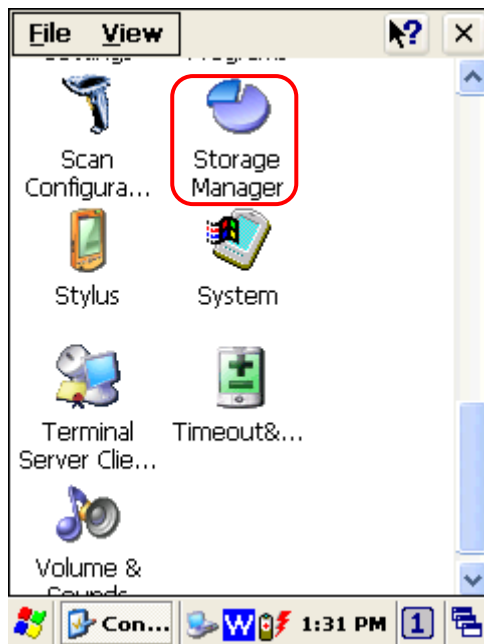 File View ?
Scan Storage
Configura... Manager
Stylus System
Terminal Timeout&...
Server Clie...
Volume &
Con... W 1:31 PM 1